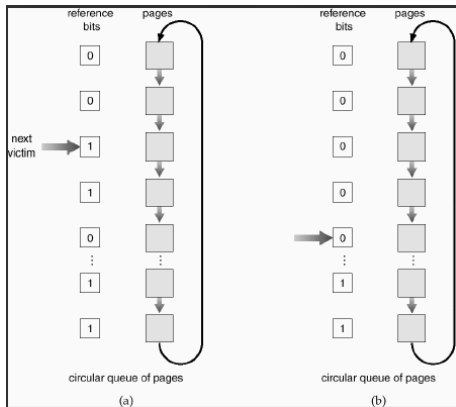 reference bits
pages
0
0
next victim
1
1
0
1
1
circular queue of pages
(a)
reference bits
pages
0
0
0
0
0
1
1
circular queue of pages
(b)